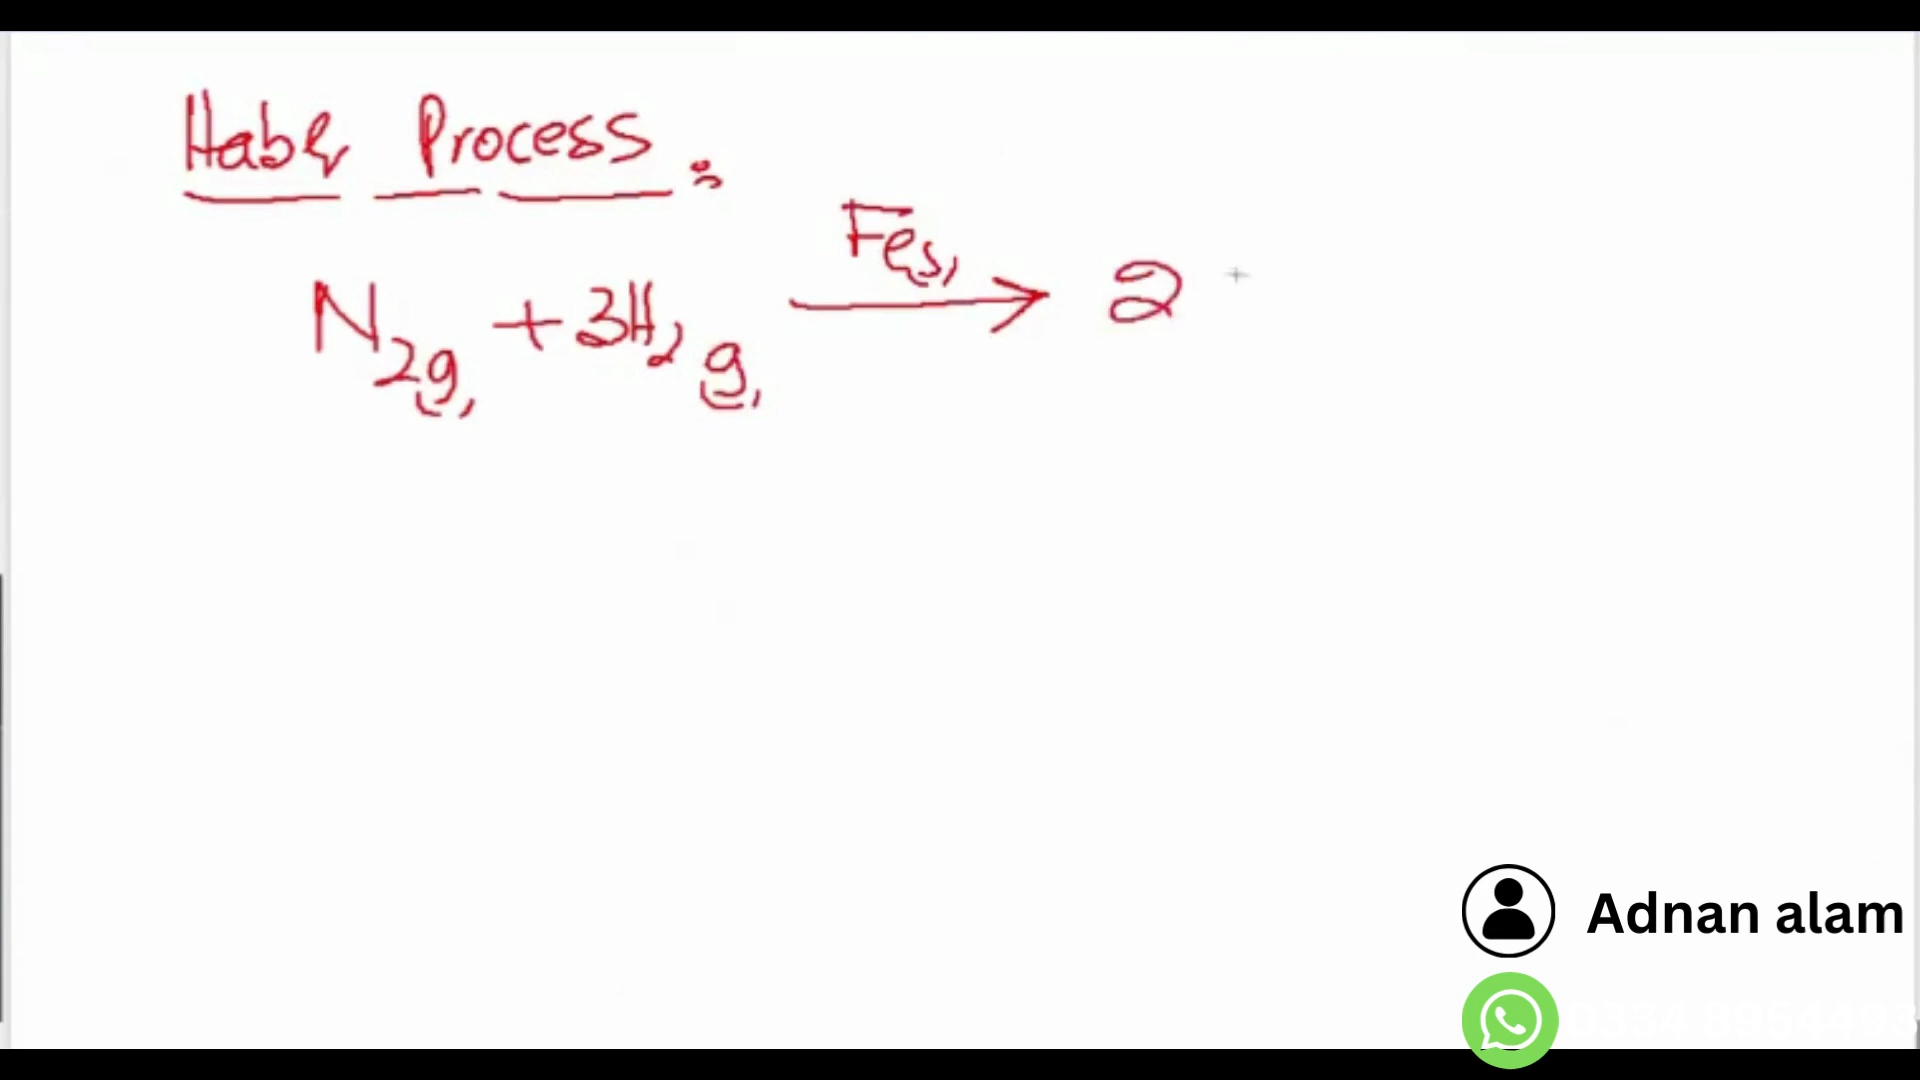 Haber Process :
N2(g) + 3H2(g) Fe(s) → 2
Adnan alam